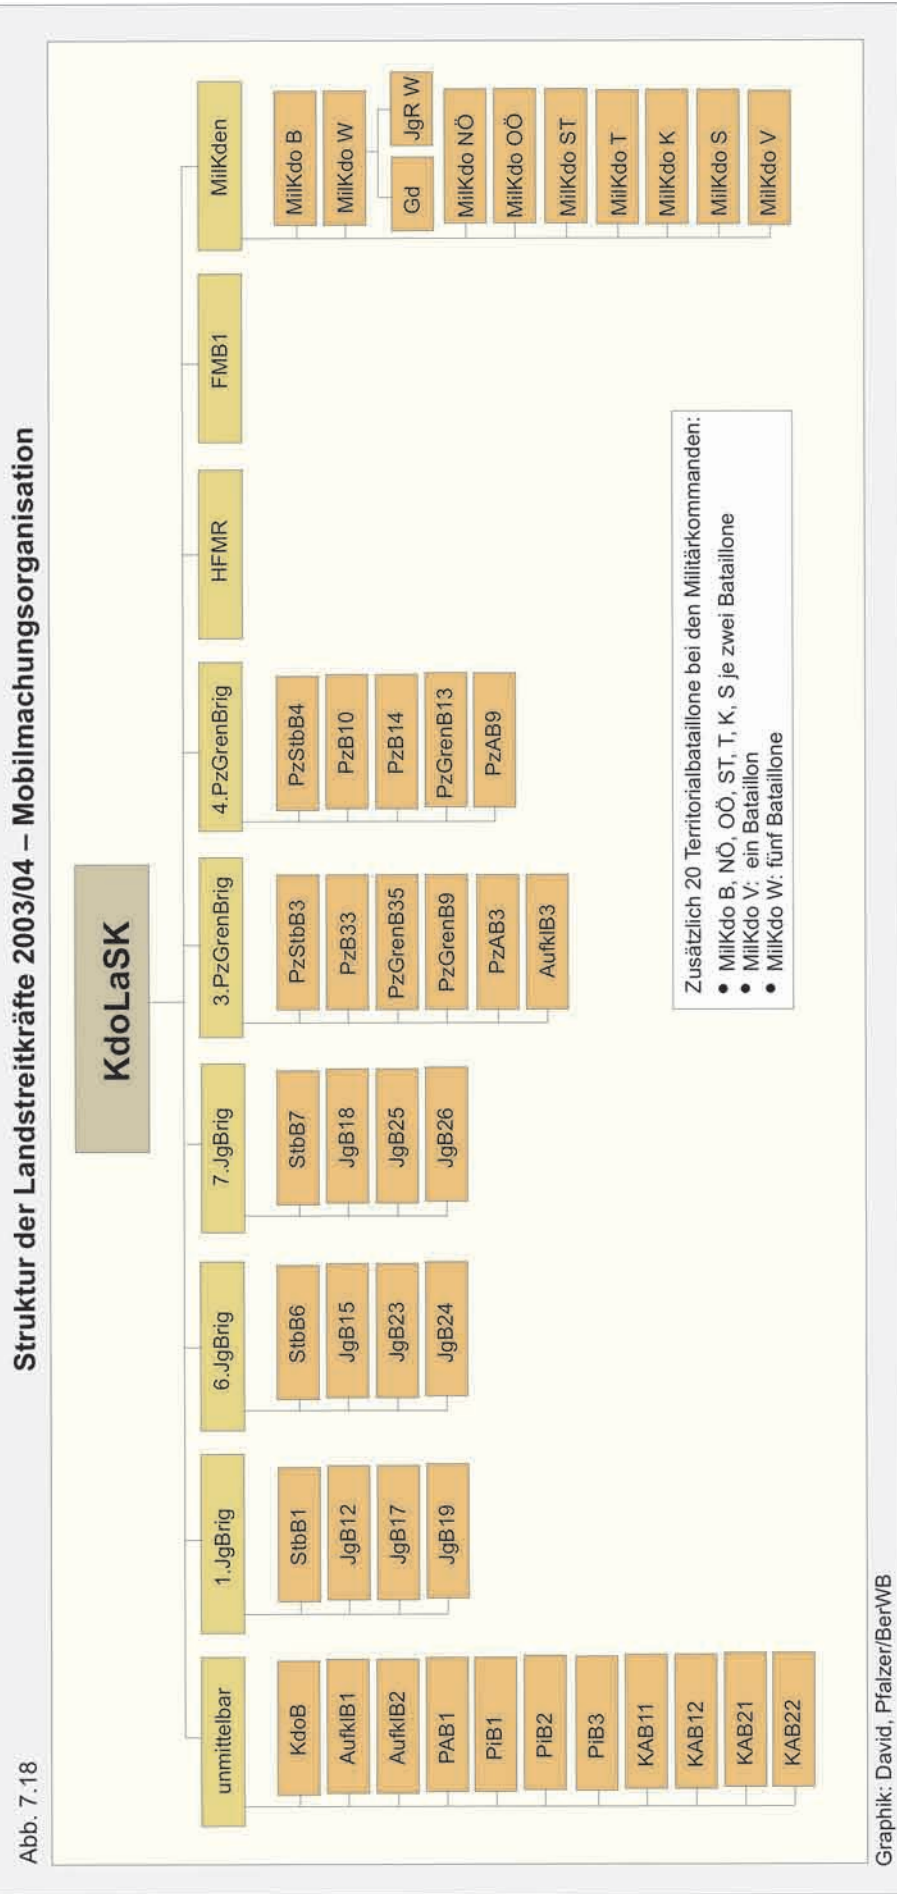 Abb. 7.18
Struktur der Landstreitkräfte 2003/04 – Mobilmachungsorganisation
KdoLaSK
unmittelbar
KdoB
AufklB1
AufklB2
PAB1
PiB1
PiB2
PiB3
KAB11
KAB12
KAB21
KAB22
1.JgBrig
StbB1
JgB12
JgB17
JgB19
6.JgBrig
StbB6
JgB15
JgB23
JgB24
7.JgBrig
StbB7
JgB18
JgB25
JgB26
3.PzGrenBrig
PzStbB3
PzB33
PzGrenB35
PzGrenB9
PzAB3
AufklB3
4.PzGrenBrig
PzStbB4
PzB10
PzB14
PzGrenB13
PzAB9
HFMR
FMB1
MilKden
MilKdo B
MilKdo W
Gd
JgR W
MilKdo NÖ
MilKdo OÖ
MilKdo ST
MilKdo T
MilKdo K
MilKdo S
MilKdo V
Zusätzlich 20 Territorialbataillone bei den Militärkommanden:
• MilKdo B, NÖ, OÖ, ST, T, K, S je zwei Bataillone
• MilKdo V: ein Bataillon
• MilKdo W: fünf Bataillone
Graphik: David, Pfalzer/BerWB